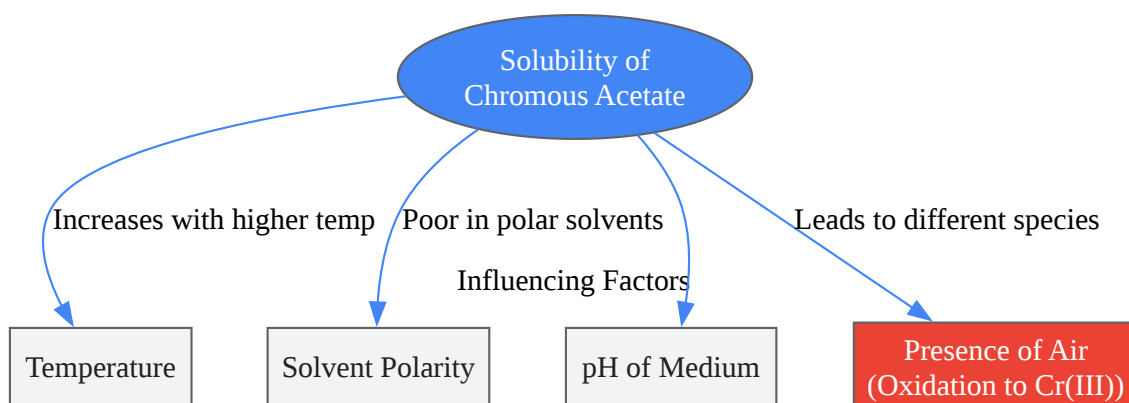 Solubility of
Chromous Acetate
Increases with higher temp
Poor in polar solvents
Leads to different species
Influencing Factors
Temperature
Solvent Polarity
pH of Medium
Presence of Air
(Oxidation to Cr(III))